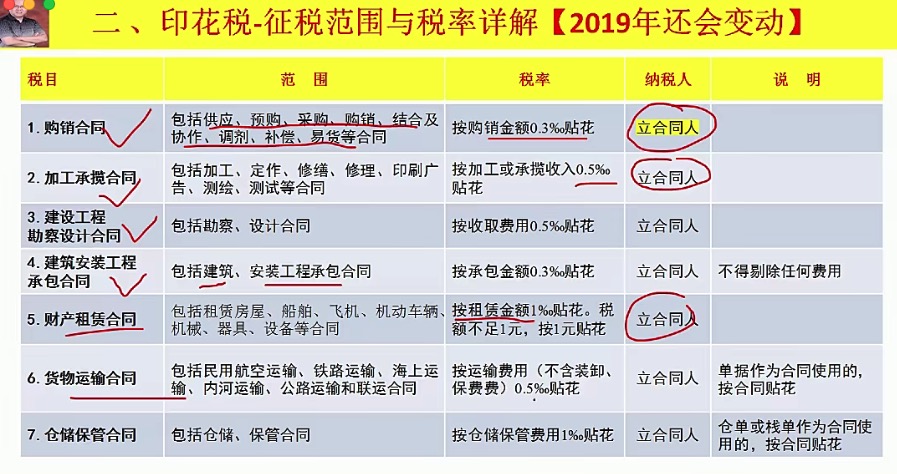 二、印花税-征税范围与税率详解【2019年还会变动】
税目 范 围 税率 纳税人 说 明
1. 购销合同 包括供应、预购、采购、购销、结合及
协作、调剂、补偿、易货等合同 按购销金额0.3‰贴花 立合同人
2. 加工承揽合同 包括加工、定作、修缮、修理、印刷广
告、测绘、测试等合同 按加工或承揽收入0.5‰
贴花 立合同人
3. 建设工程
勘察设计合同 包括勘察、设计合同 按收取费用0.5‰贴花 立合同人
4. 建筑安装工程
承包合同 包括建筑、安装工程承包合同 按承包金额0.3‰贴花 立合同人 不得剔除任何费用
5. 财产租赁合同 包括租赁房屋、船舶、飞机、机动车辆、
机械、器具、设备等合同 按租赁金额1‰贴花。税
额不足1元，按1元贴花 立合同人
6. 货物运输合同 包括民用航空运输、铁路运输、海上运
输、内河运输、公路运输和联运合同 按运输费用（不含装卸、
保费费）0.5‰贴花 立合同人 单据作为合同使用的，
按合同贴花
7. 仓储保管合同 包括仓储、保管合同 按仓储保管费用1‰贴花 立合同人 仓单或栈单作为合同使
用的，按合同贴花